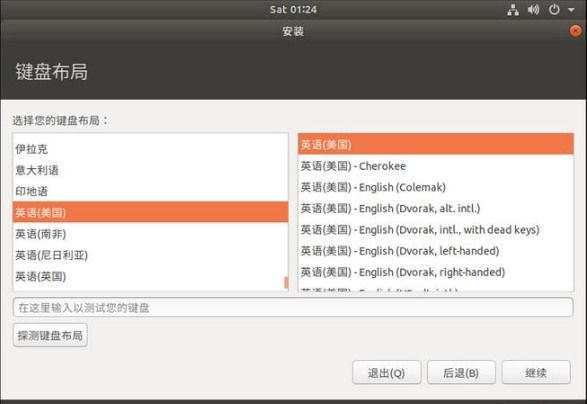 Sat 01:24
安装
键盘布局
选择您的键盘布局：
伊拉克
意大利语
印地语
英语(美国)
英语(南非)
英语(尼日利亚)
英语(英国)
英语(美国)
英语(美国) - Cherokee
英语(美国) - English (Colemak)
英语(美国) - English (Dvorak, alt. intl.)
英语(美国) - English (Dvorak, intl., with dead keys)
英语(美国) - English (Dvorak, left-handed)
英语(美国) - English (Dvorak, right-handed)
在这里输入以测试您的键盘
探测键盘布局
退出(Q)
后退(B)
继续